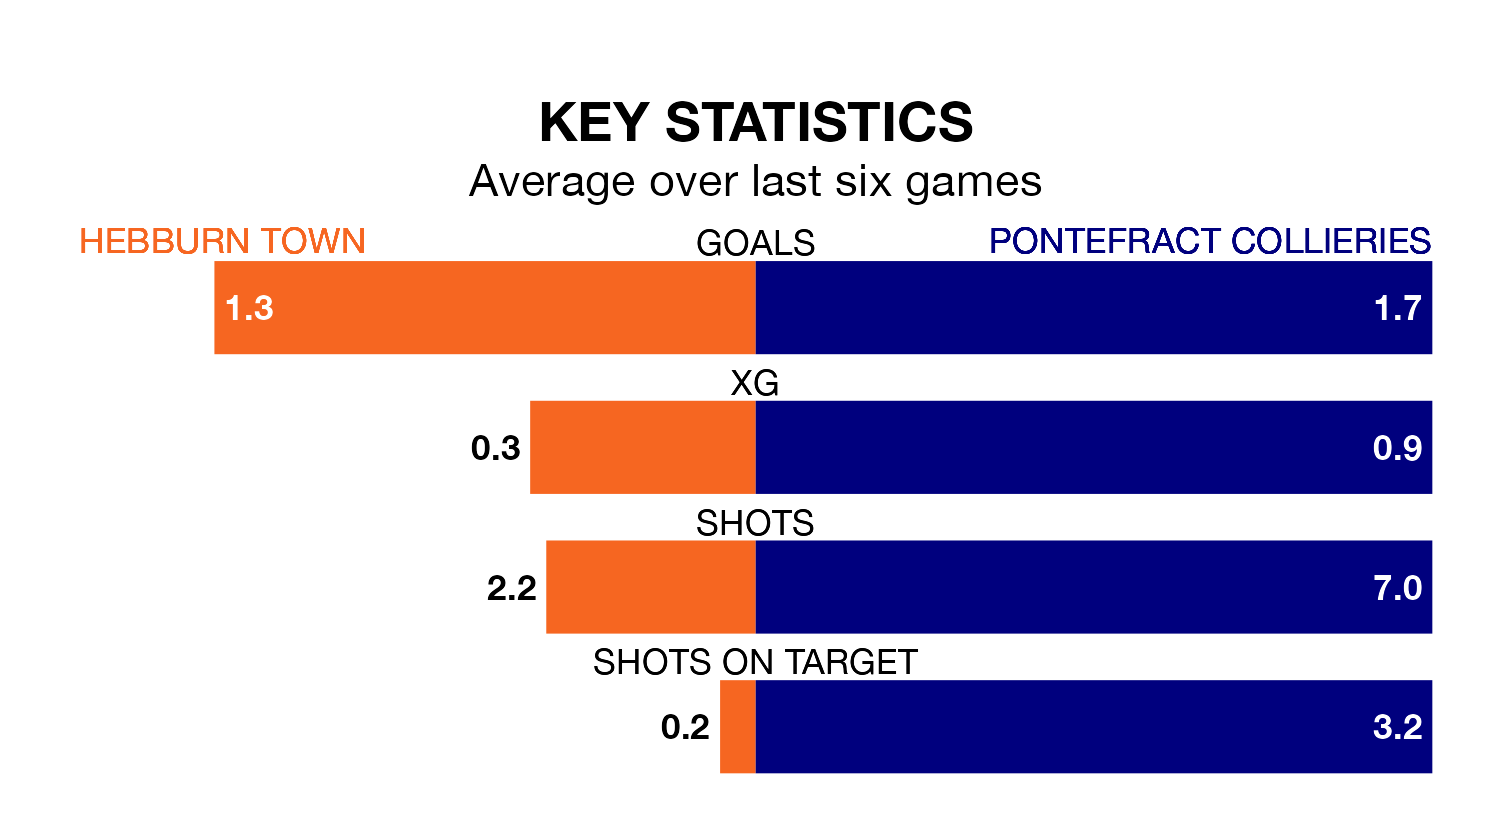 KEY STATISTICS
Average over last six games
HEBBURN TOWN GOALS PONTEFRACT COLLIERIES
1.3 1.7
XG
0.3 0.9
SHOTS
2.2 7.0
SHOTS ON TARGET
0.2 3.2